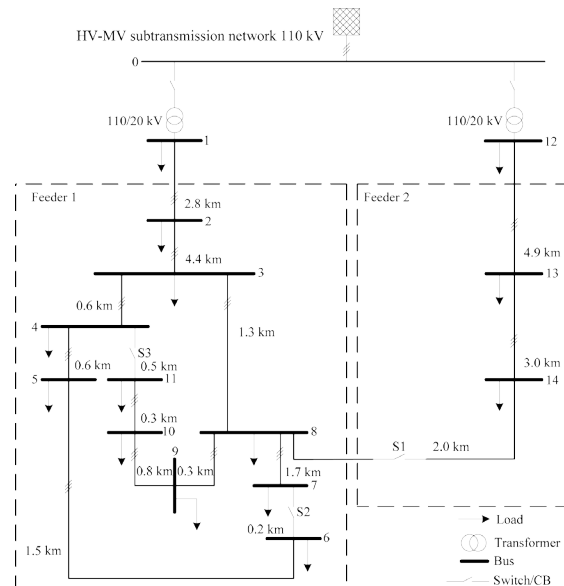 HV-MV subtransmission network 110 kV
0
110/20 kV
110/20 kV
1
12
Feeder 1
Feeder 2
2.8 km
2
4.4 km
4.9 km
3
13
0.6 km
1.3 km
4
S3
3.0 km
0.6 km
0.5 km
5
11
14
0.3 km
10
8
9
S1
2.0 km
0.8 km
0.3 km
1.7 km
7
S2
0.2 km
6
1.5 km
Load
Transformer
Bus
Switch/CB